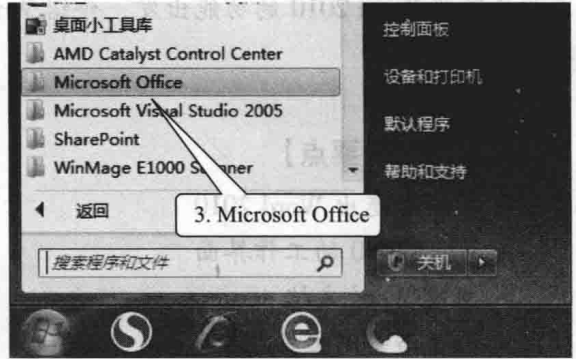 桌面小工具库
AMD Catalyst Control Center
Microsoft Office
Microsoft Visual Studio 2005
SharePoint
WinMage E1000 Scanner
返回
搜索程序和文件
控制面板
设备和打印机
默认程序
帮助和支持
关机
3. Microsoft Office